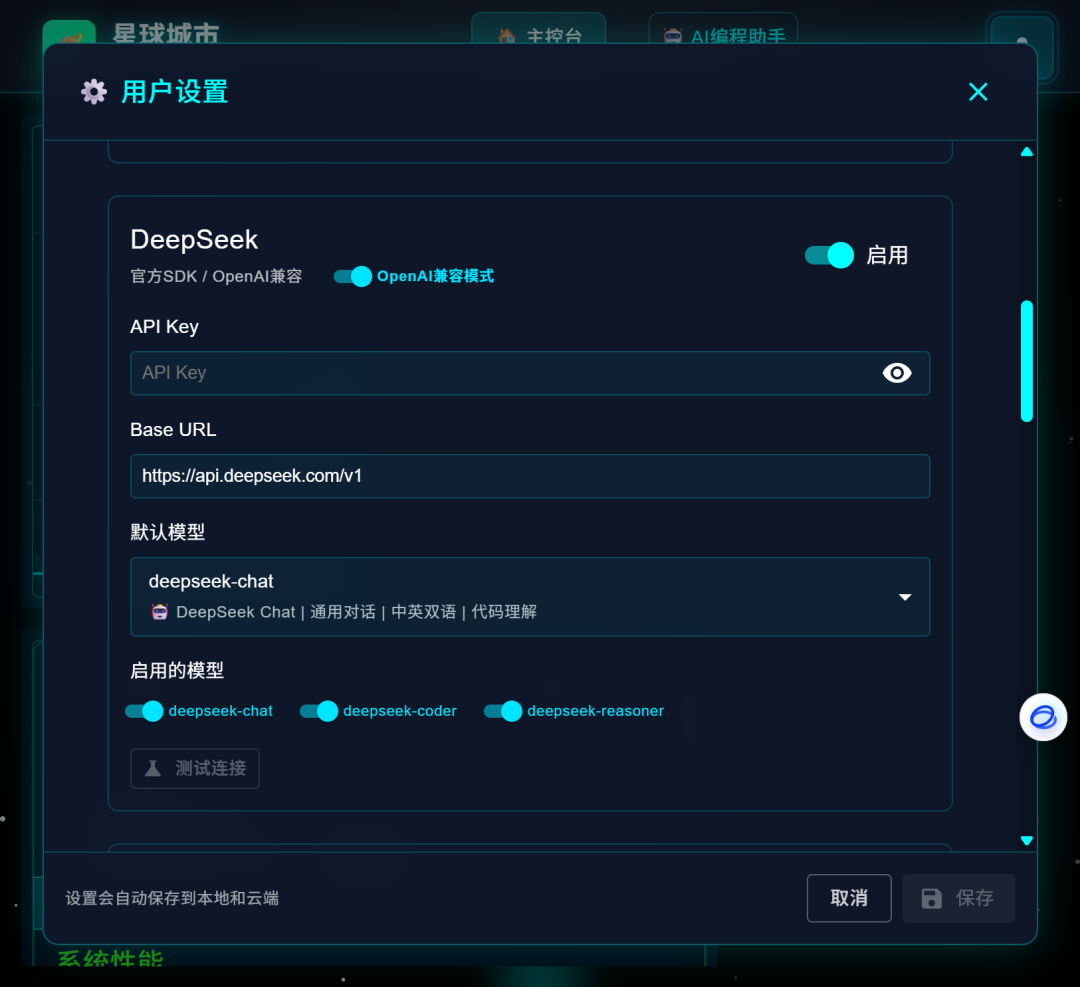 星球城市
主控台
AI编程助手
用户设置
DeepSeek
启用
官方SDK / OpenAI兼容
OpenAI兼容模式
API Key
API Key
Base URL
https://api.deepseek.com/v1
默认模型
deepseek-chat
DeepSeek Chat | 通用对话 | 中英双语 | 代码理解
启用的模型
deepseek-chat
deepseek-coder
deepseek-reasoner
测试连接
设置会自动保存到本地和云端
取消
保存
系统性能